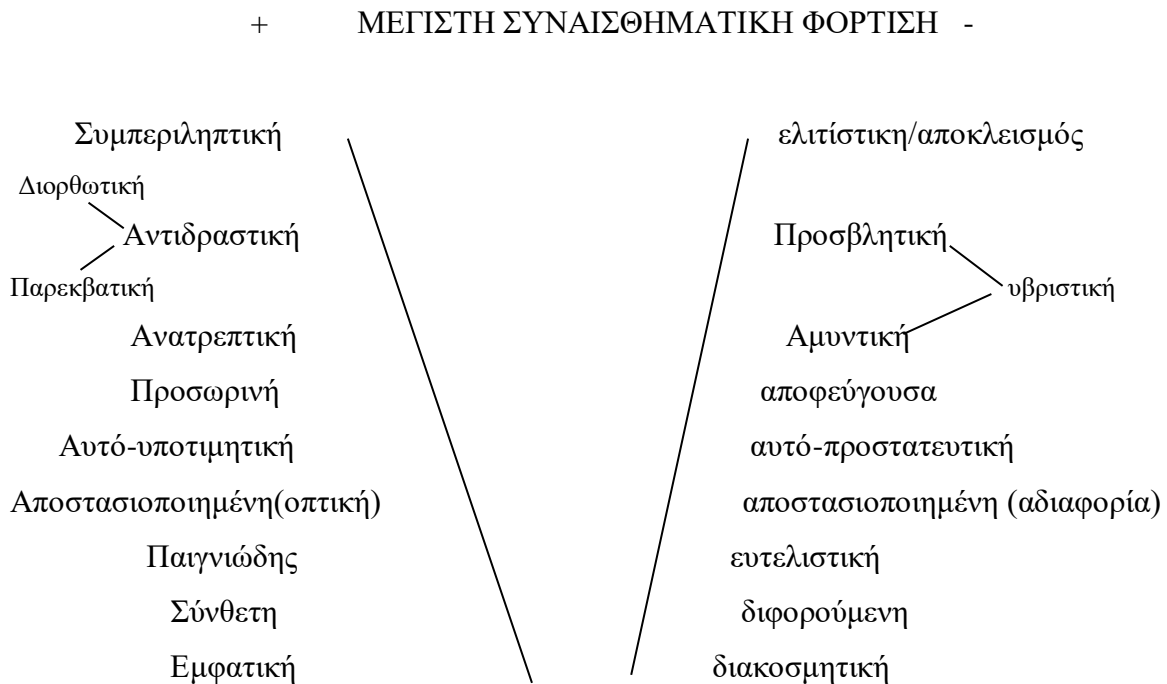 + ΜΕΓΙΣΤΗ ΣΥΝΑΙΣΘΗΜΑΤΙΚΗ ΦΟΡΤΙΣΗ -
Συμπεριληπτική ελιτίστικη/αποκλεισμός
Διορθωτική
Αντιδραστική Προσβλητική
Παρεκβατική υβριστική
Ανατρεπτική Αμυντική
Προσωρινή αποφεύγουσα
Αυτό-υποτιμητική αυτό-προστατευτική
Αποστασιοποιημένη(οπτική) αποστασιοποιημένη (αδιαφορία)
Παιγνιώδης ευτελιστική
Σύνθετη διφορούμενη
Εμφατική διακοσμητική